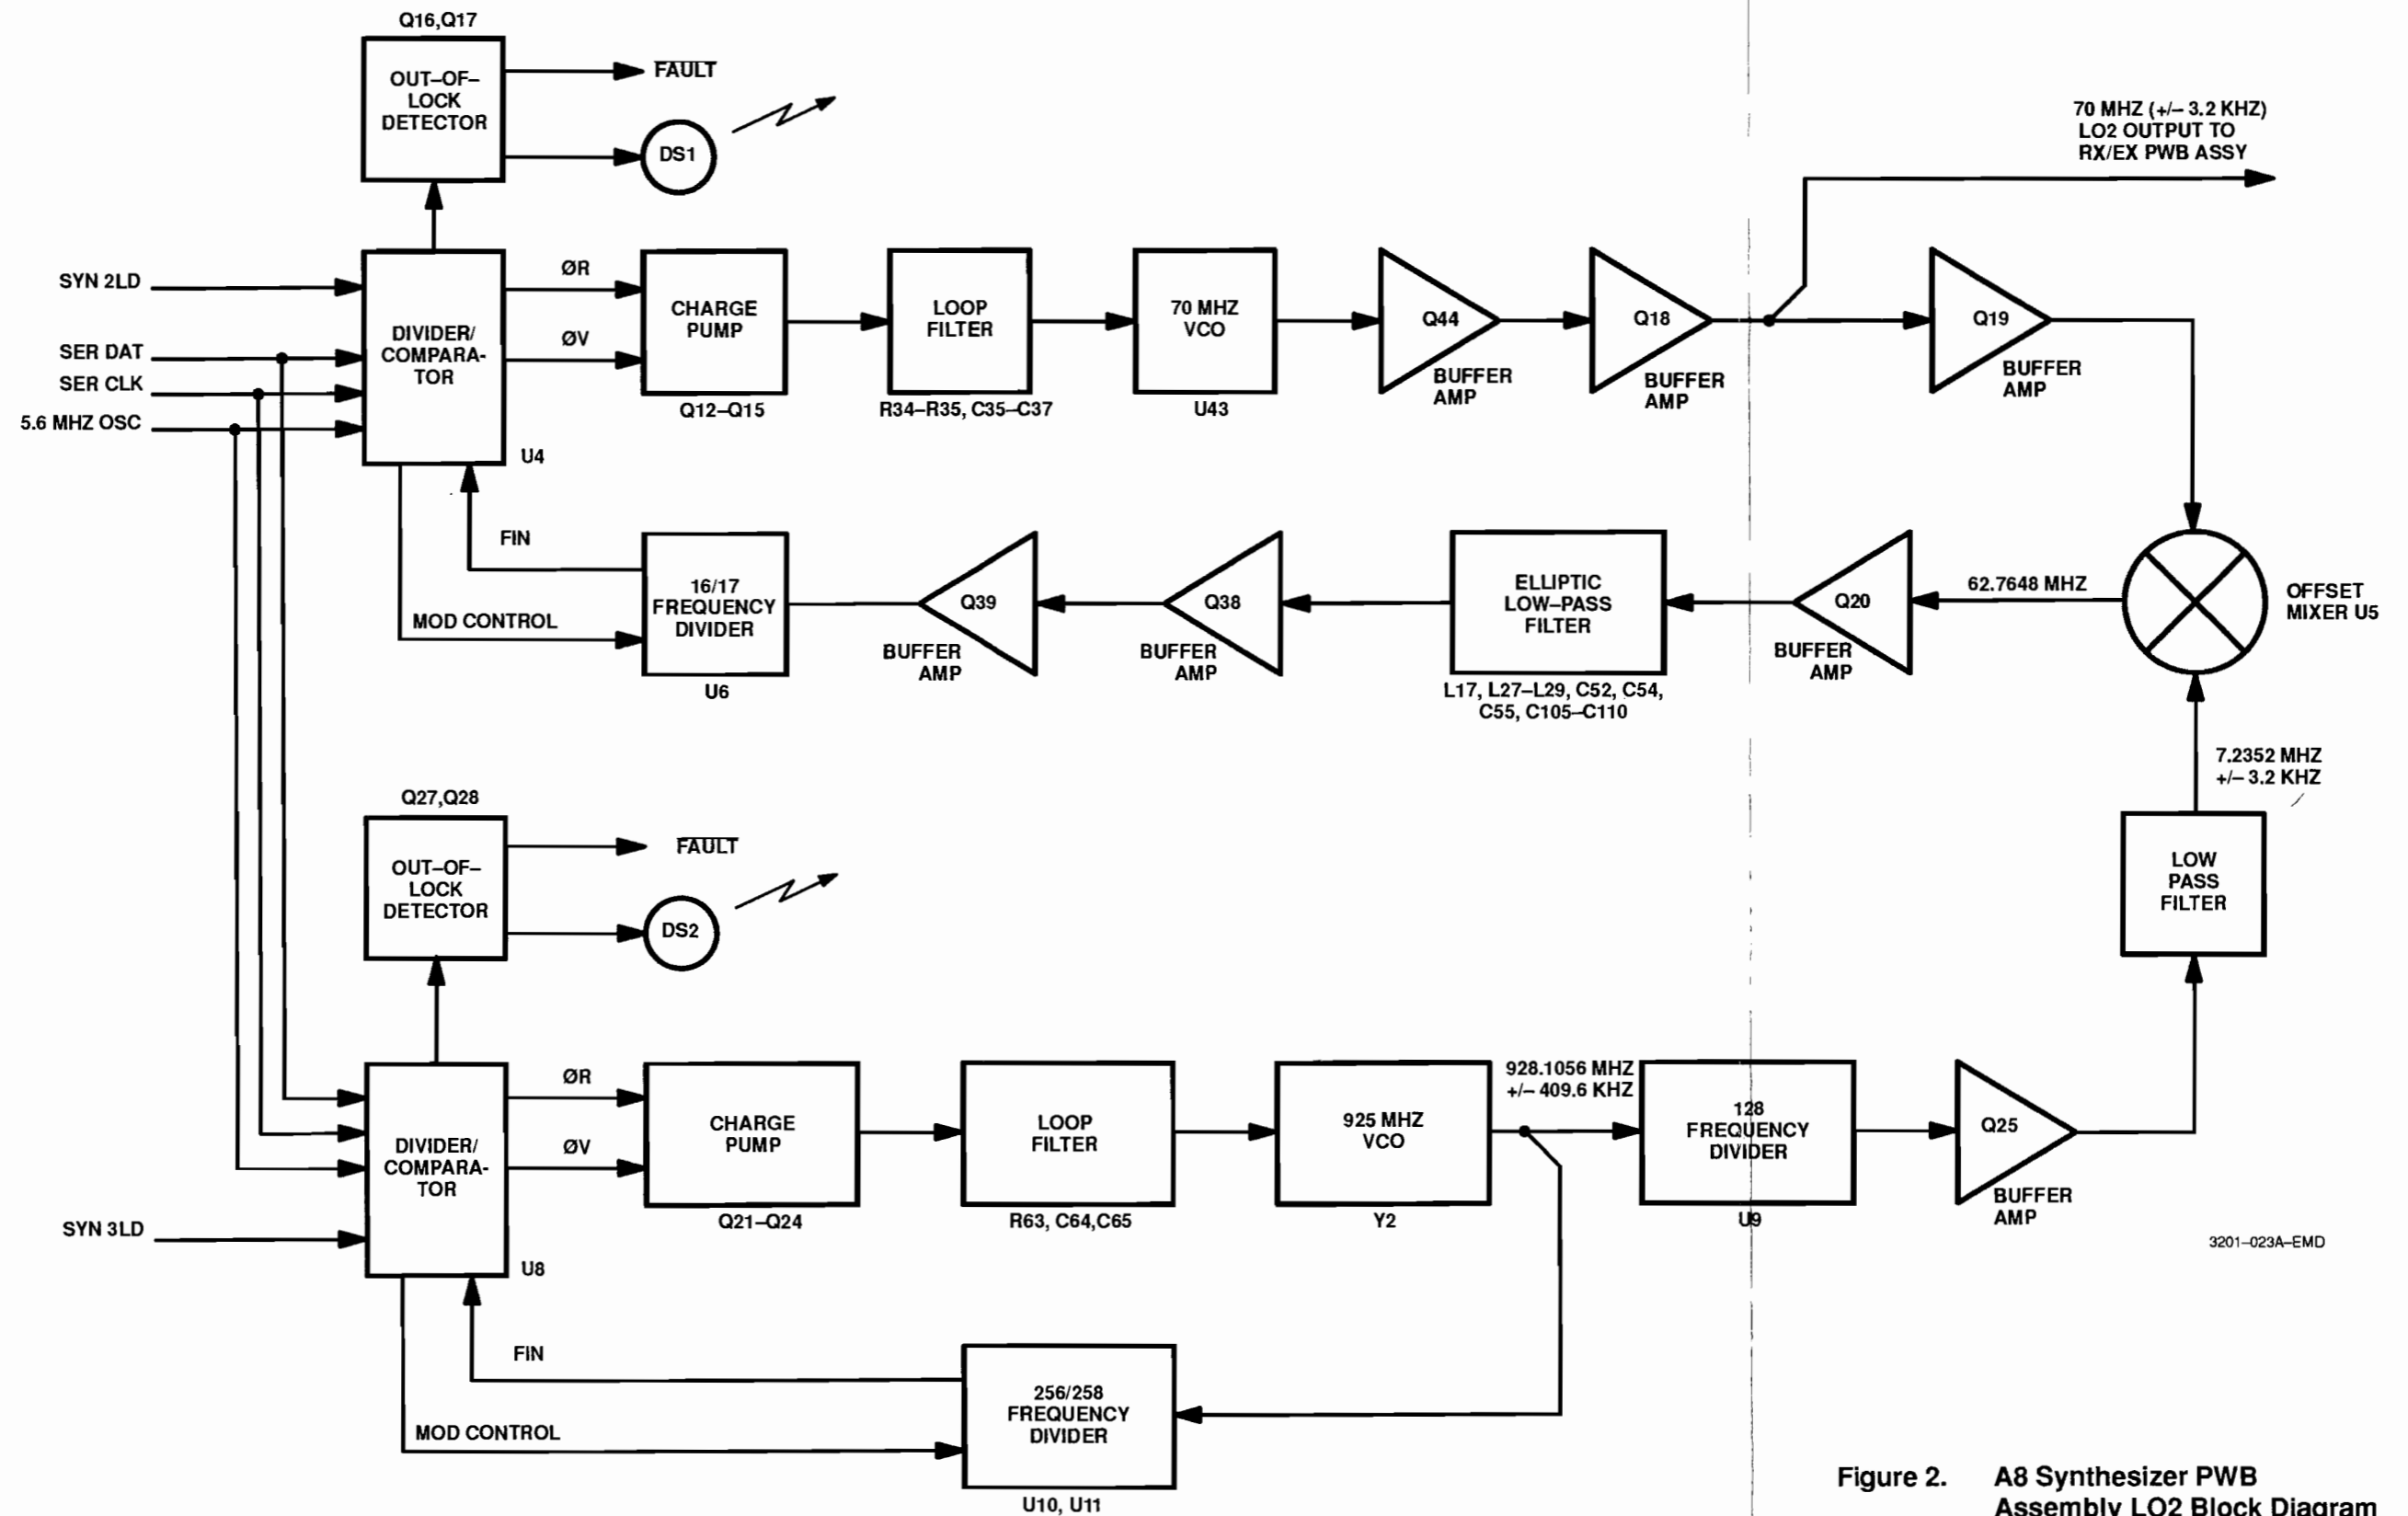 Q16,Q17
OUT–OF–
LOCK
DETECTOR
FAULT
DS1
70 MHZ (+/– 3.2 KHZ)
LO2 OUTPUT TO
RX/EX PWB ASSY
SYN 2LD
SER DAT
SER CLK
5.6 MHZ OSC
DIVIDER/
COMPARA-
TOR
U4
ØR
ØV
CHARGE
PUMP
Q12–Q15
LOOP
FILTER
R34–R35, C35–C37
70 MHZ
VCO
U43
Q44
BUFFER
AMP
Q18
BUFFER
AMP
Q19
BUFFER
AMP
FIN
MOD CONTROL
16/17
FREQUENCY
DIVIDER
U6
Q39
BUFFER
AMP
Q38
BUFFER
AMP
ELLIPTIC
LOW–PASS
FILTER
L17, L27–L29, C52, C54,
C55, C105–C110
Q20
BUFFER
AMP
62.7648 MHZ
OFFSET
MIXER U5
7.2352 MHZ
+/– 3.2 KHZ
LOW
PASS
FILTER
Q27,Q28
OUT–OF–
LOCK
DETECTOR
FAULT
DS2
SYN 3LD
DIVIDER/
COMPARA-
TOR
U8
ØR
ØV
CHARGE
PUMP
Q21–Q24
LOOP
FILTER
R63, C64,C65
925 MHZ
VCO
Y2
928.1056 MHZ
+/– 409.6 KHZ
128
FREQUENCY
DIVIDER
U9
Q25
BUFFER
AMP
3201–023A–EMD
FIN
MOD CONTROL
256/258
FREQUENCY
DIVIDER
U10, U11
Figure 2. A8 Synthesizer PWB
Assembly LO2 Block Diagram